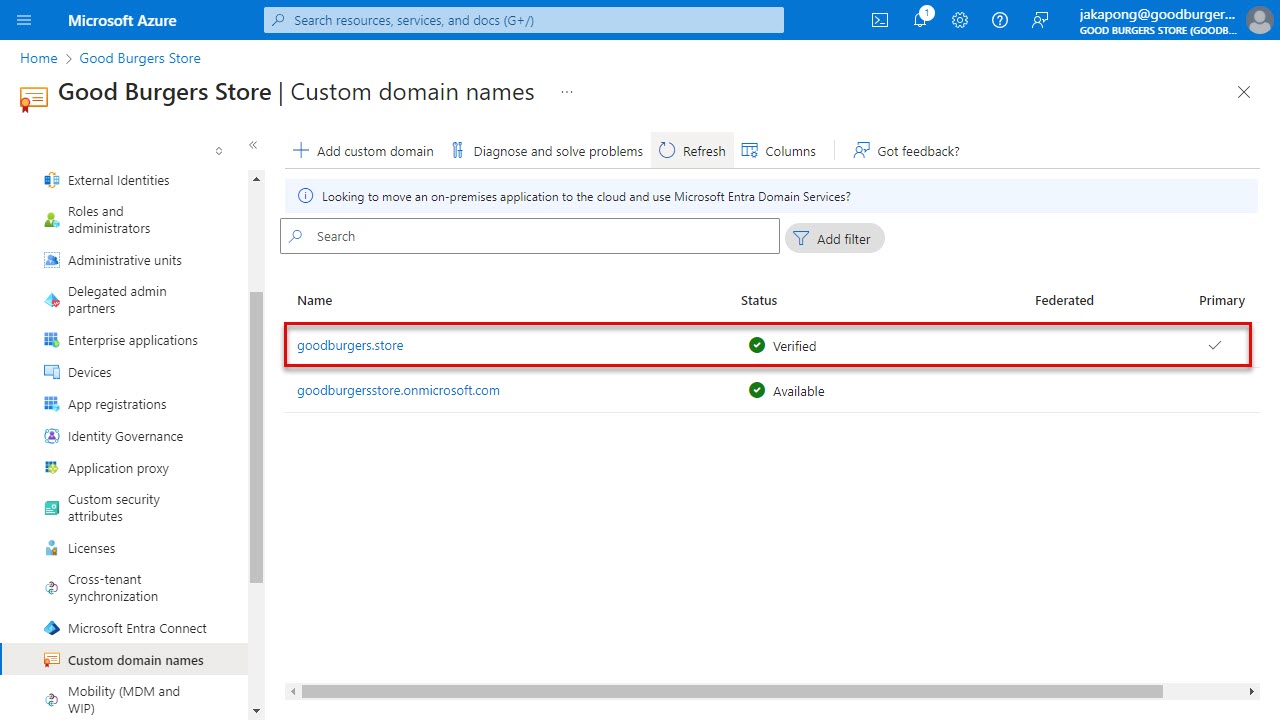 Microsoft Azure
Search resources, services, and docs (G+/)
1
jakapong@goodburger...
GOOD BURGERS STORE (GOODB...
Home > Good Burgers Store
Good Burgers Store | Custom domain names ...
Add custom domain
Diagnose and solve problems
Refresh
Columns
Got feedback?
External Identities
Roles and
administrators
Administrative units
Delegated admin
partners
Enterprise applications
Devices
App registrations
Identity Governance
Application proxy
Custom security
attributes
Licenses
Cross-tenant
synchronization
Microsoft Entra Connect
Custom domain names
Mobility (MDM and
WIP)
Looking to move an on-premises application to the cloud and use Microsoft Entra Domain Services?
Search
Add filter
Name Status Federated Primary
goodburgers.store Verified
goodburgersstore.onmicrosoft.com Available